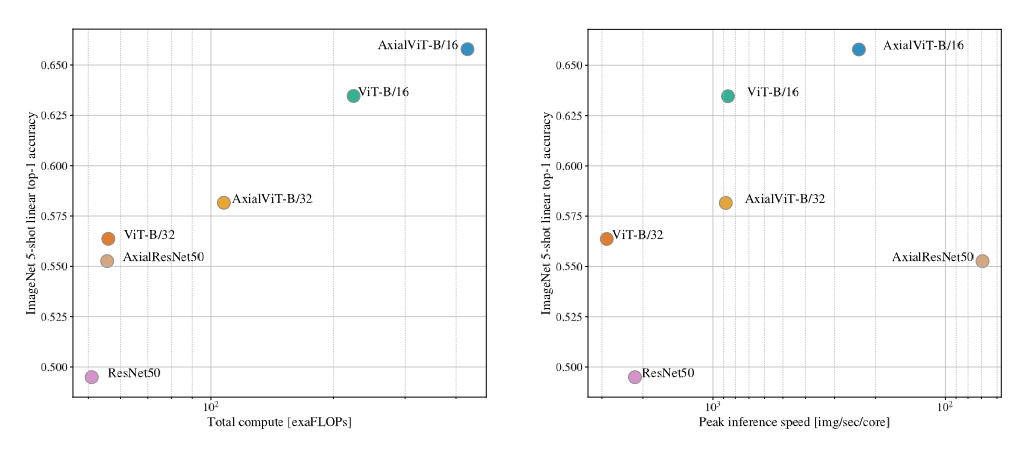 AxialViT-B/16
ViT-B/16
AxialViT-B/32
ViT-B/32
AxialResNet50
ResNet50
0.650
0.625
0.600
0.575
0.550
0.525
0.500
10²
ImageNet 5-shot linear top-1 accuracy
Total compute [exaFLOPs]
AxialViT-B/16
ViT-B/16
AxialViT-B/32
ViT-B/32
AxialResNet50
ResNet50
0.650
0.625
0.600
0.575
0.550
0.525
0.500
10³
10²
ImageNet 5-shot linear top-1 accuracy
Peak inference speed [img/sec/core]